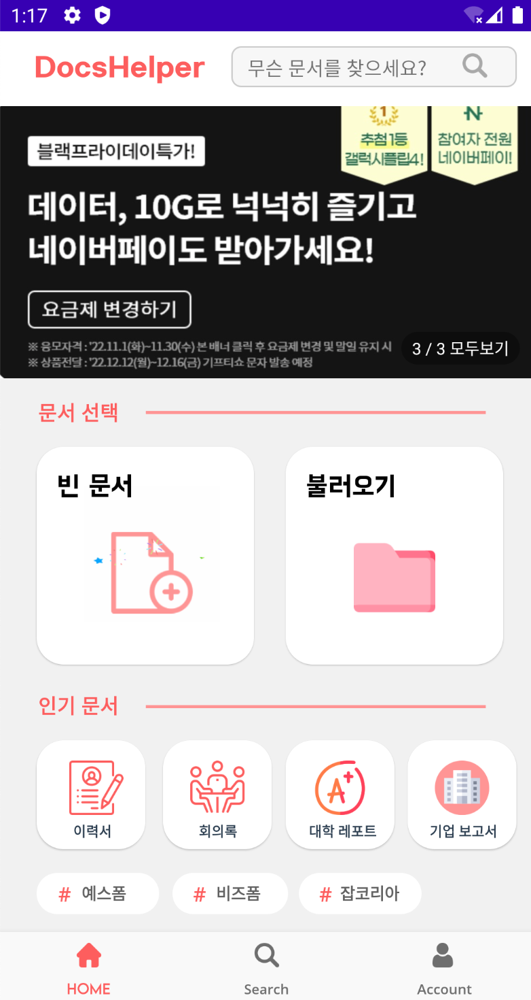 1:17
DocsHelper
무슨 문서를 찾으세요?
1
추첨 1등
갤럭시플립4!
N
참여자 전원
네이버페이!
블랙프라이데이특가!
데이터, 10G로 넉넉히 즐기고
네이버페이도 받아가세요!
요금제 변경하기
※ 응모자격 : '22.11.1(화)~11.30(수) 본 배너 클릭 후 요금제 변경 및 말일 유지 시
※ 상품전달 : '22.12.12(월)~12.16(금) 기프티쇼 문자 발송 예정
3 / 3 모두보기
문서 선택
빈 문서
불러오기
인기 문서
A+
이력서
회의록
대학 레포트
기업 보고서
# 예스폼
# 비즈폼
# 잡코리아
HOME
Search
Account